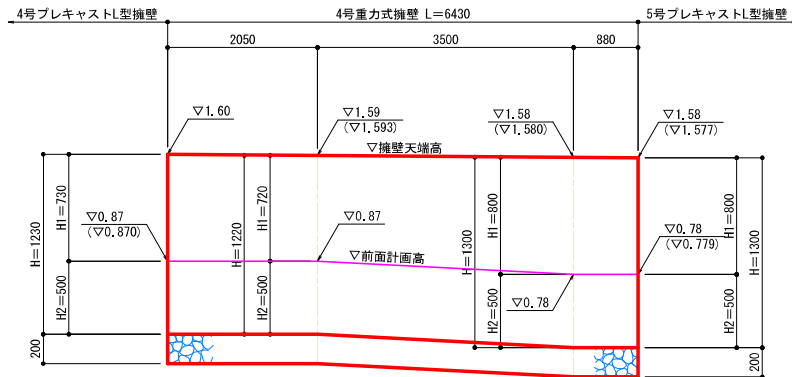 4号プレキャストL型擁壁
4号重力式擁壁 L=6430
5号プレキャストL型擁壁
2050
3500
880
▽1.60
▽1.59
(▽1.593)
▽1.58
(▽1.580)
▽1.58
(▽1.577)
▽擁壁天端高
H=1230
H1=730
H2=500
200
▽0.87
(▽0.870)
H=1220
H1=720
H2=500
▽0.87
▽前面計画高
H=1300
H1=800
H2=500
▽0.78
▽0.78
(▽0.779)
H1=800
H2=500
H=1300
200